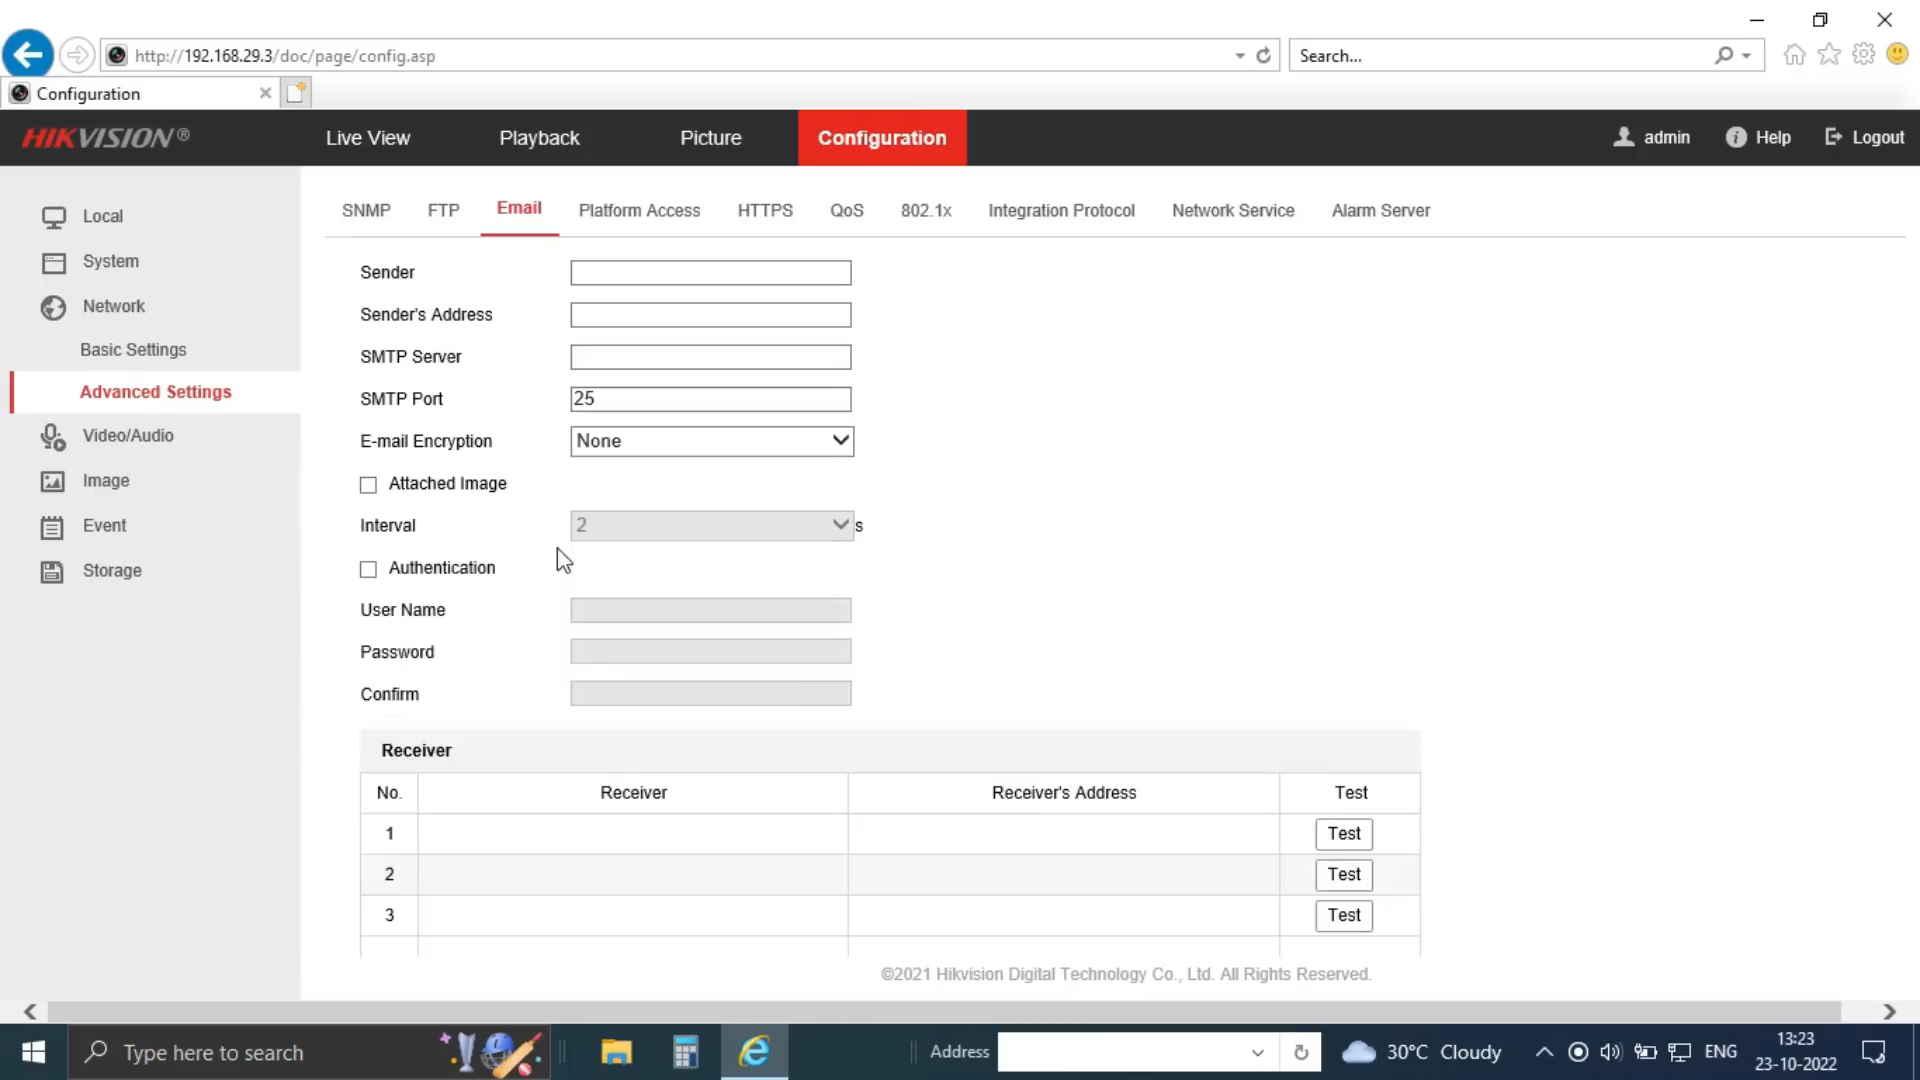 http://192.168.29.3/doc/page/config.asp
Search...
Configuration
HIKVISION®
Live View
Playback
Picture
Configuration
admin
Help
Logout
Local
System
Network
Basic Settings
Advanced Settings
Video/Audio
Image
Event
Storage
SNMP
FTP
Email
Platform Access
HTTPS
QoS
802.1x
Integration Protocol
Network Service
Alarm Server
Sender
Sender's Address
SMTP Server
SMTP Port 25
E-mail Encryption None
Attached Image
Interval 2 s
Authentication
User Name
Password
Confirm
Receiver
No. Receiver Receiver's Address Test
1 Test
2 Test
3 Test
©2021 Hikvision Digital Technology Co., Ltd. All Rights Reserved.
Type here to search
Address
30°C Cloudy
ENG
13:23
23-10-2022